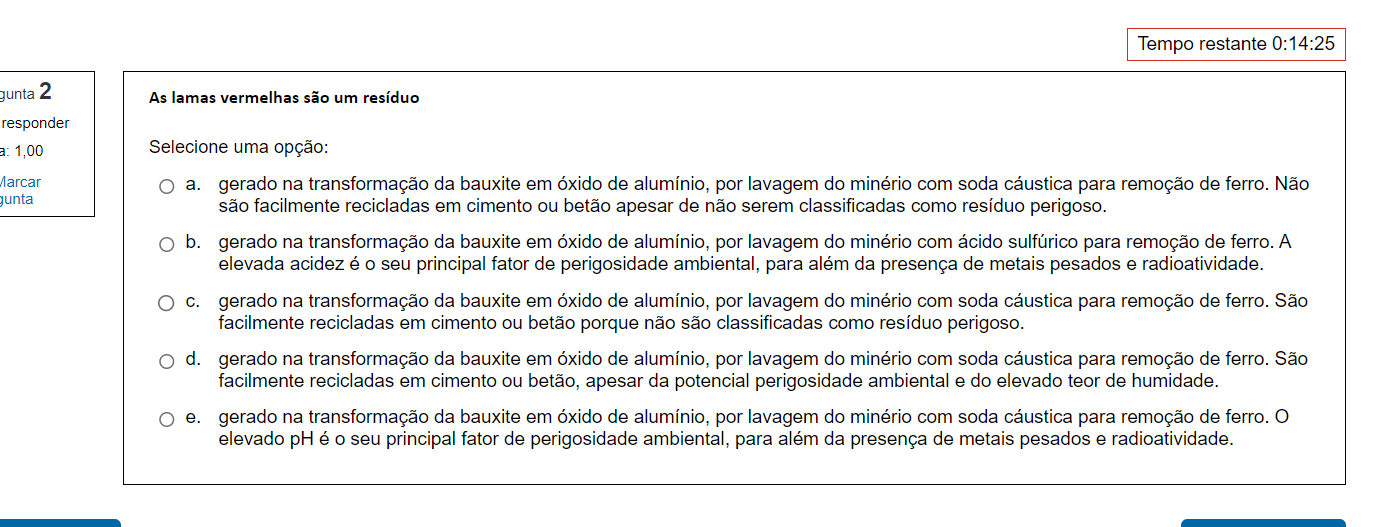 Tempo restante 0:14:25
gunta 2
responder
a: 1,00
Marcar
gunta
As lamas vermelhas são um resíduo
Selecione uma opção:
a. gerado na transformação da bauxite em óxido de alumínio, por lavagem do minério com soda cáustica para remoção de ferro. Não
são facilmente recicladas em cimento ou betão apesar de não serem classificadas como resíduo perigoso.
b. gerado na transformação da bauxite em óxido de alumínio, por lavagem do minério com ácido sulfúrico para remoção de ferro. A
elevada acidez é o seu principal fator de perigosidade ambiental, para além da presença de metais pesados e radioatividade.
c. gerado na transformação da bauxite em óxido de alumínio, por lavagem do minério com soda cáustica para remoção de ferro. São
facilmente recicladas em cimento ou betão porque não são classificadas como resíduo perigoso.
d. gerado na transformação da bauxite em óxido de alumínio, por lavagem do minério com soda cáustica para remoção de ferro. São
facilmente recicladas em cimento ou betão, apesar da potencial perigosidade ambiental e do elevado teor de humidade.
e. gerado na transformação da bauxite em óxido de alumínio, por lavagem do minério com soda cáustica para remoção de ferro. O
elevado pH é o seu principal fator de perigosidade ambiental, para além da presença de metais pesados e radioatividade.